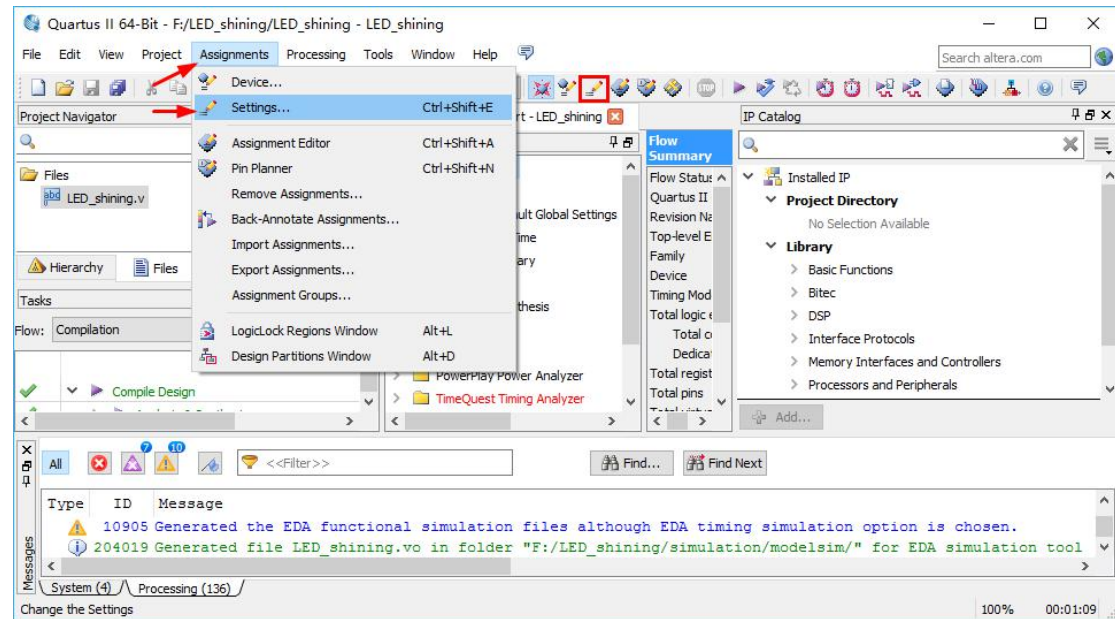 Quartus II 64-Bit - F:/LED_shining/LED_shining - LED_shining
File Edit View Project Assignments Processing Tools Window Help
Search altera.com
Device...
Settings... Ctrl+Shift+E
Assignment Editor Ctrl+Shift+A
Pin Planner Ctrl+Shift+N
Remove Assignments...
Back-Annotate Assignments...
Import Assignments...
Export Assignments...
Assignment Groups...
LogicLock Regions Window Alt+L
Design Partitions Window Alt+D
Project Navigator
Files
LED_shining.v
Hierarchy Files
Tasks
Flow: Compilation
Compile Design
rt - LED_shining
ult Global Settings
ary
thesis
PowerPlay Power Analyzer
TimeQuest Timing Analyzer
Flow
Summary
Flow Status
Quartus II
Revision Na
Top-level E
Family
Device
Timing Mod
Total logic e
Total co
Dedica
Total regist
Total pins
IP Catalog
Installed IP
Project Directory
No Selection Available
Library
Basic Functions
Bitec
DSP
Interface Protocols
Memory Interfaces and Controllers
Processors and Peripherals
Add...
All 7 10 <<Filter>> Find... Find Next
Type ID Message
10905 Generated the EDA functional simulation files although EDA timing simulation option is chosen.
204019 Generated file LED_shining.vo in folder "F:/LED_shining/simulation/modelsim/" for EDA simulation tool
Messages
System (4) Processing (136)
Change the Settings 100% 00:01:09